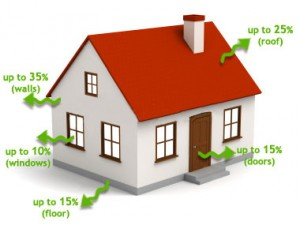 up to 25%
(roof)
up to 35%
(walls)
up to 10%
(windows)
up to 15%
(doors)
up to 15%
(floor)